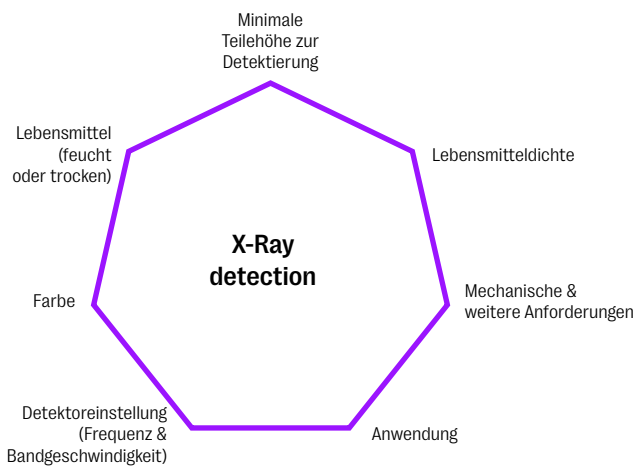 Minimale
Teilehöhe zur
Detektierung
Lebensmittel
(feucht
oder trocken)
Lebensmitteldichte
X-Ray
detection
Farbe
Mechanische &
weitere Anforderungen
Detektoreinstellung
(Frequenz &
Bandgeschwindigkeit)
Anwendung